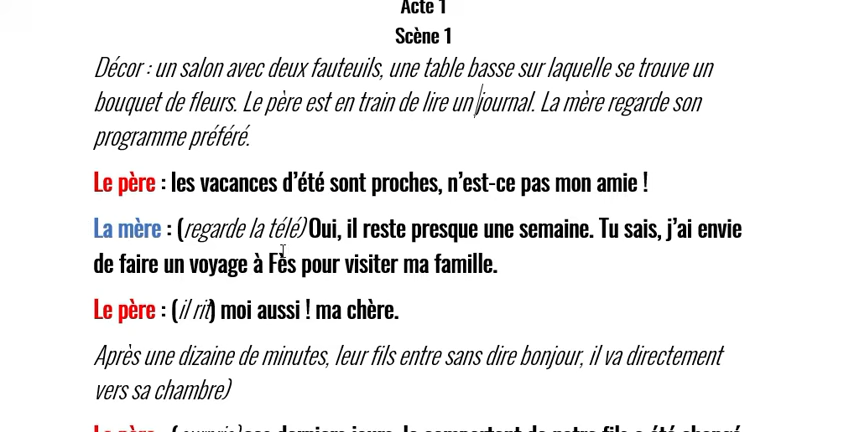 Acte 1
Scène 1
Décor : un salon avec deux fauteuils, une table basse sur laquelle se trouve un
bouquet de fleurs. Le père est en train de lire un journal. La mère regarde son
programme préféré.
Le père : les vacances d'été sont proches, n'est-ce pas mon amie !
La mère : (regarde la télé) Oui, il reste presque une semaine. Tu sais, j'ai envie
de faire un voyage à Fès pour visiter ma famille.
Le père : (il rit) moi aussi ! ma chère.
Après une dizaine de minutes, leur fils entre sans dire bonjour, il va directement
vers sa chambre)